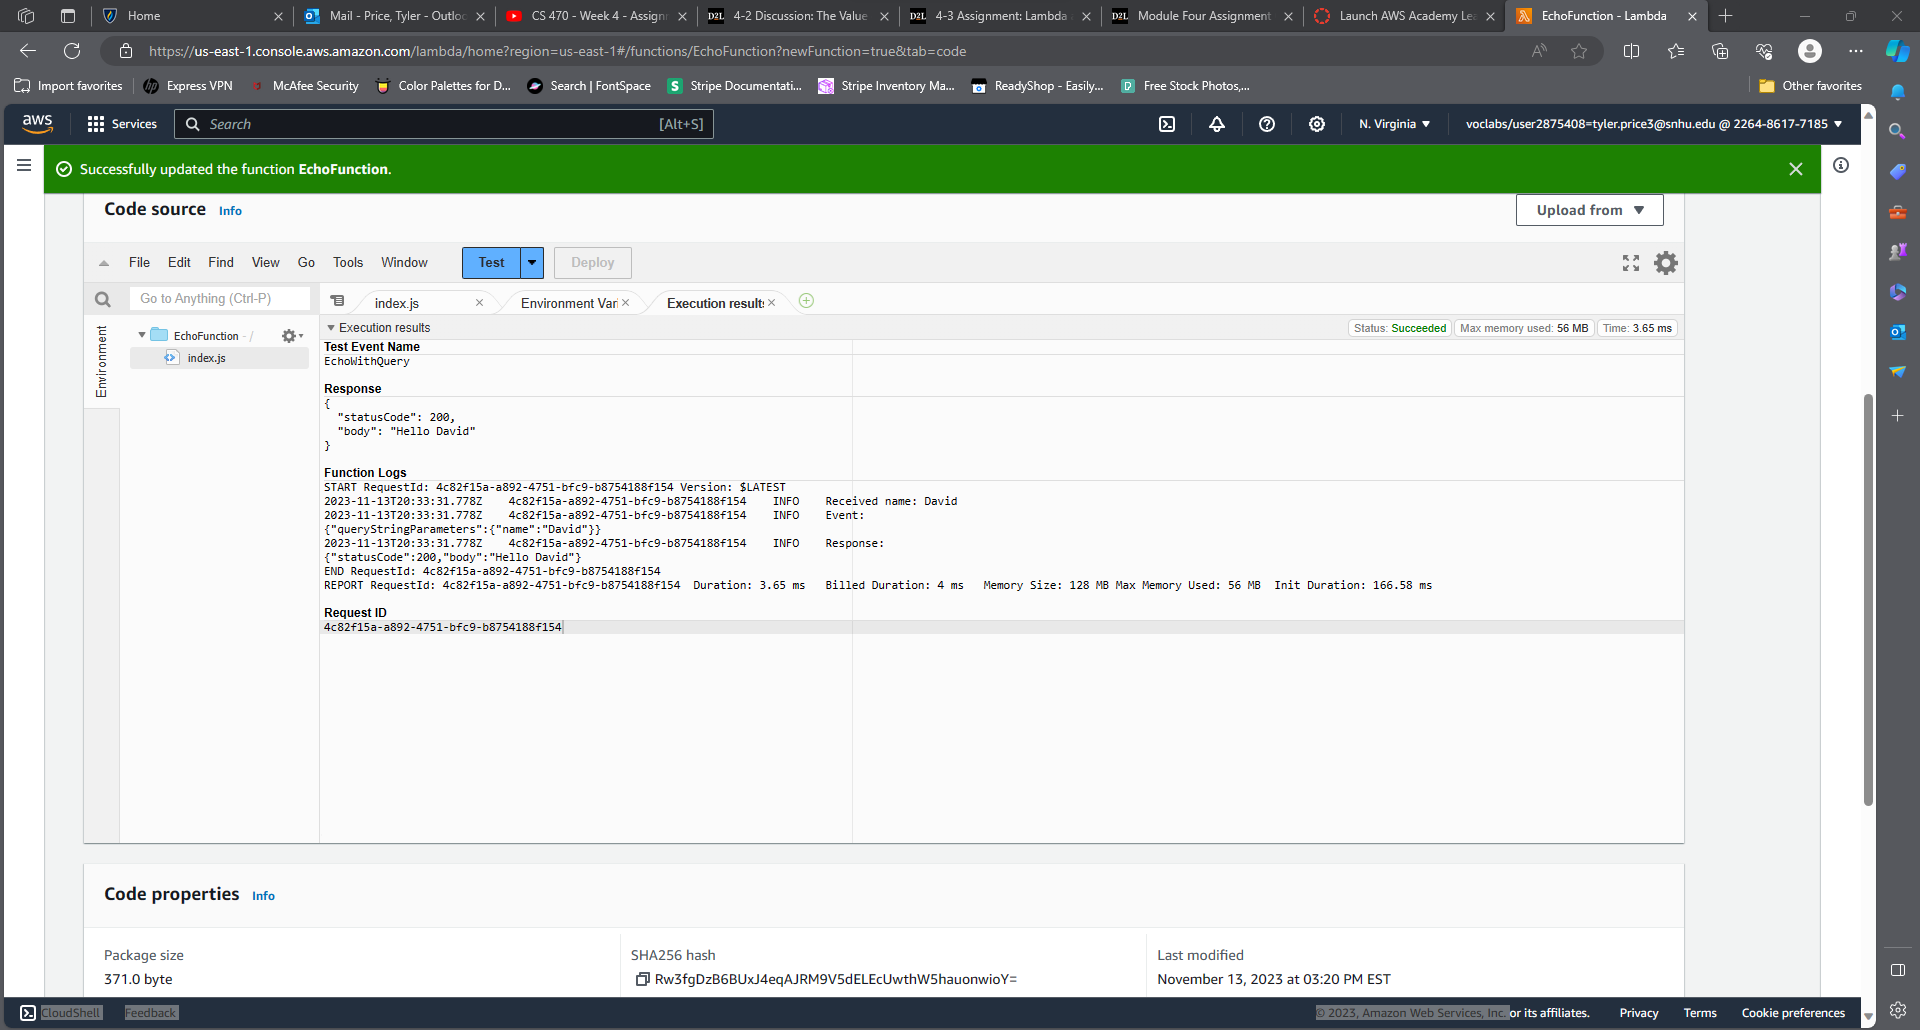 Home
Mail - Price, Tyler - Outloo
CS 470 - Week 4 - Assignm
D2L 4-2 Discussion: The Value
D2L 4-3 Assignment: Lambda
D2L Module Four Assignment
Launch AWS Academy Le
EchoFunction - Lambda
https://us-east-1.console.aws.amazon.com/lambda/home?region=us-east-1#/functions/EchoFunction?newFunction=true&tab=code
Import favorites
Express VPN
McAfee Security
Color Palettes for D...
Search | FontSpace
Stripe Documentati...
Stripe Inventory Ma...
ReadyShop - Easily...
Free Stock Photos,...
Other favorites
aws
Services
Search
[Alt+S]
N. Virginia
voclabs/user2875408=tyler.price3@snhu.edu @ 2264-8617-7185
Successfully updated the function EchoFunction.
Code source Info
Upload from
File Edit Find View Go Tools Window
Test
Deploy
Go to Anything (Ctrl-P)
index.js
Environment Var
Execution results
Environment
EchoFunction - /
index.js
Execution results
Status: Succeeded
Max memory used: 56 MB
Time: 3.65 ms
Test Event Name
EchoWithQuery
Response
{
"statusCode": 200,
"body": "Hello David"
}
Function Logs
START RequestId: 4c82f15a-a892-4751-bfc9-b8754188f154 Version: $LATEST
2023-11-13T20:33:31.778Z 4c82f15a-a892-4751-bfc9-b8754188f154 INFO Received name: David
2023-11-13T20:33:31.778Z 4c82f15a-a892-4751-bfc9-b8754188f154 INFO Event:
{"queryStringParameters":{"name":"David"}}
2023-11-13T20:33:31.778Z 4c82f15a-a892-4751-bfc9-b8754188f154 INFO Response:
{"statusCode":200,"body":"Hello David"}
END RequestId: 4c82f15a-a892-4751-bfc9-b8754188f154
REPORT RequestId: 4c82f15a-a892-4751-bfc9-b8754188f154 Duration: 3.65 ms Billed Duration: 4 ms Memory Size: 128 MB Max Memory Used: 56 MB Init Duration: 166.58 ms
Request ID
4c82f15a-a892-4751-bfc9-b8754188f154
Code properties Info
Package size
371.0 byte
SHA256 hash
Rw3fgDzB6BUxJ4eqAJRM9V5dELEcUwthW5hauonwioY=
Last modified
November 13, 2023 at 03:20 PM EST
CloudShell
Feedback
© 2023, Amazon Web Services, Inc. or its affiliates.
Privacy
Terms
Cookie preferences